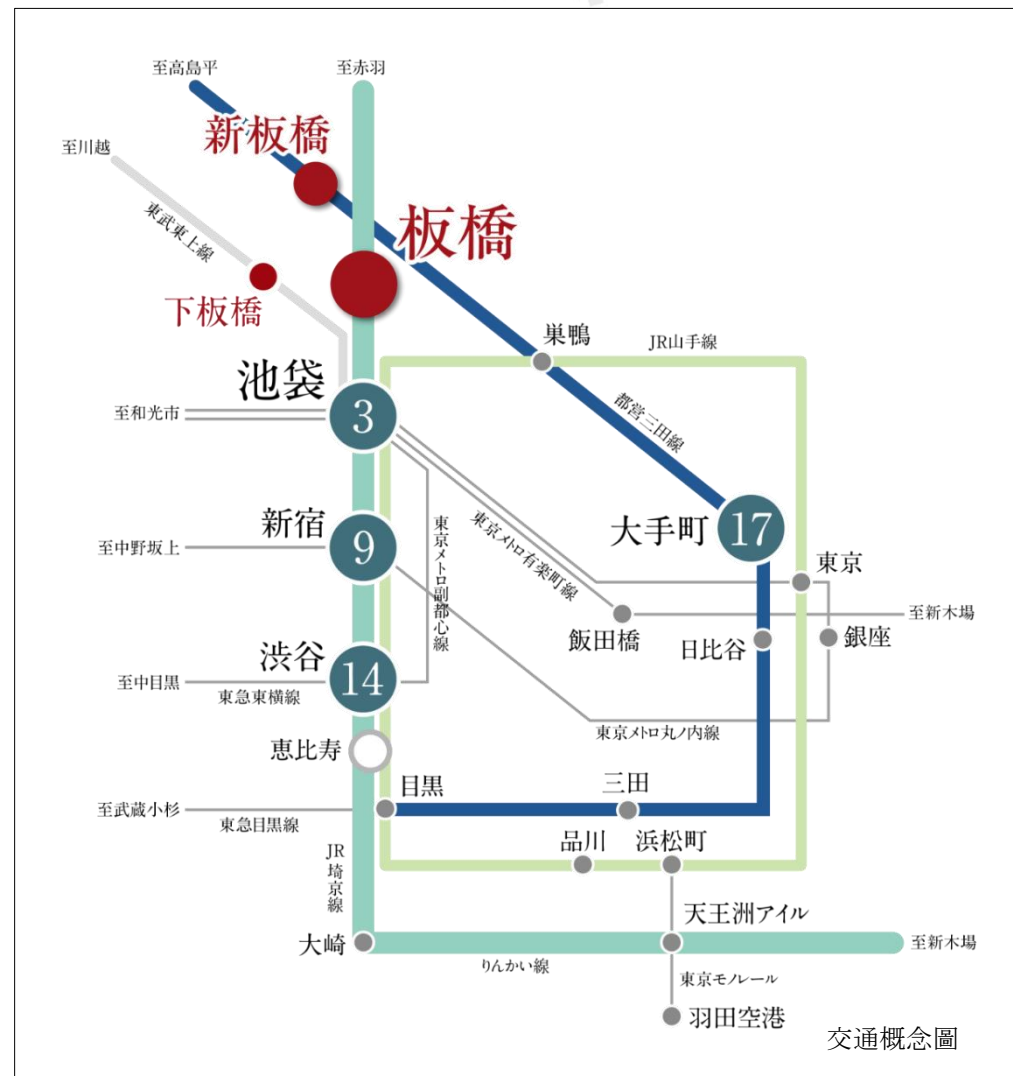 至高島平
至赤羽
新板橋
至川越
東武東上線
板橋
下板橋
巣鴨
JR山手線
池袋
3
至和光市
都営三田線
東京メトロ有楽町線
東京メトロ副都心線
新宿
9
至中野坂上
大手町
17
東京
飯田橋
至新木場
日比谷
銀座
渋谷
14
至中目黒
東急東横線
東京メトロ丸ノ内線
恵比寿
目黒
三田
至武蔵小杉
東急目黒線
品川
浜松町
JR埼京線
天王洲アイル
大崎
至新木場
りんかい線
東京モノレール
羽田空港
交通概念圖